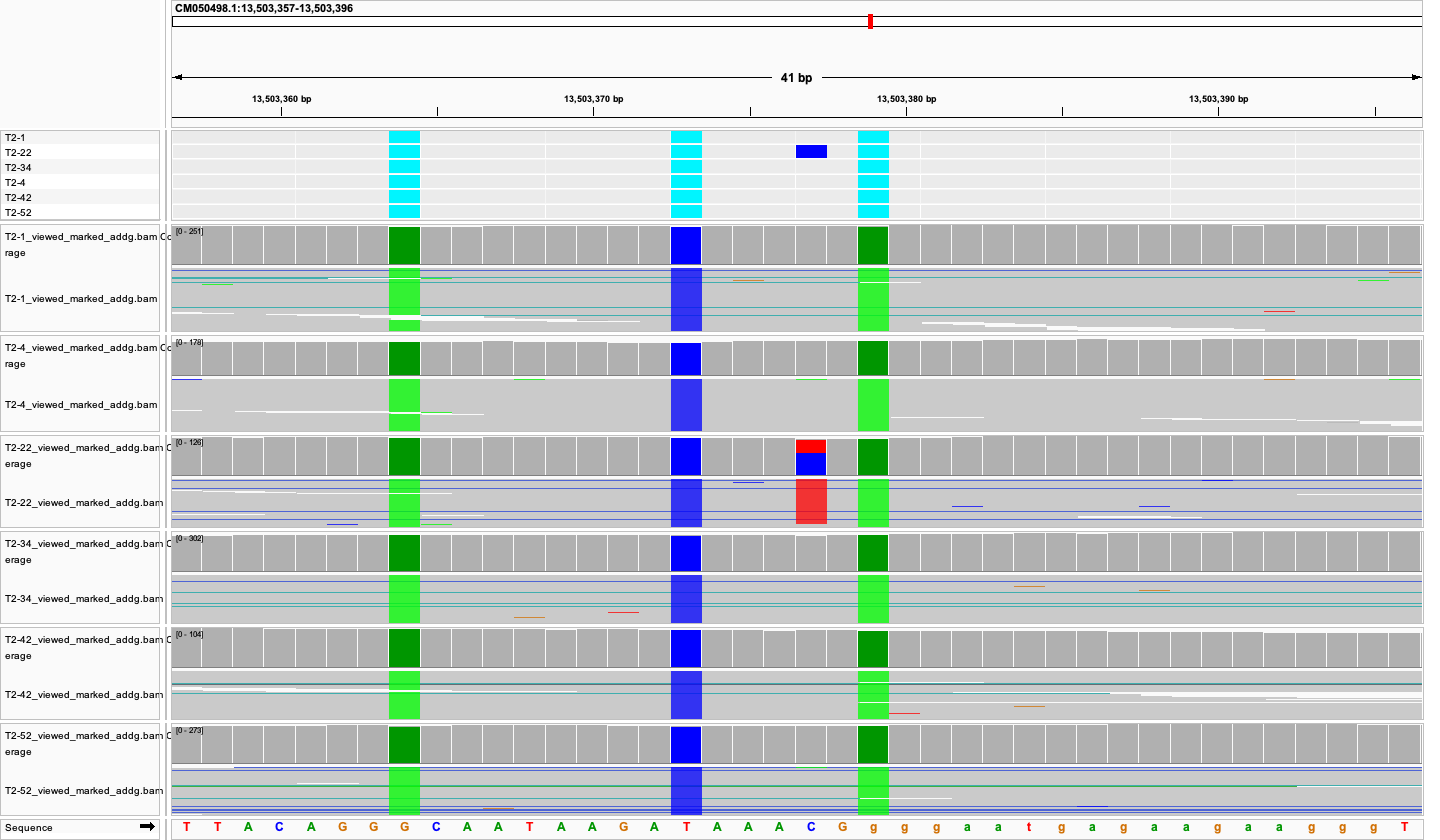 CM050498.1:13,503,357-13,503,396
41 bp
13,503,360 bp 13,503,370 bp 13,503,380 bp 13,503,390 bp
T2-1
T2-22
T2-34
T2-4
T2-42
T2-52
T2-1_viewed_marked_addg.bam Co
rage
[0 - 251]
T2-1_viewed_marked_addg.bam
T2-4_viewed_marked_addg.bam Co
rage
[0 - 178]
T2-4_viewed_marked_addg.bam
T2-22_viewed_marked_addg.bam C
erage
[0 - 126]
T2-22_viewed_marked_addg.bam
T2-34_viewed_marked_addg.bam C
erage
[0 - 302]
T2-34_viewed_marked_addg.bam
T2-42_viewed_marked_addg.bam C
erage
[0 - 104]
T2-42_viewed_marked_addg.bam
T2-52_viewed_marked_addg.bam C
erage
[0 - 273]
T2-52_viewed_marked_addg.bam
Sequence T T A C A G G G C A A T A A G A T A A A C G g g g a a t g a g a a g a a g g g T